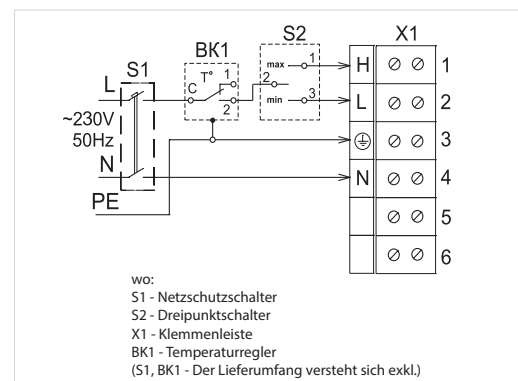 S2
X1
BK1
S1
T°
1
C
2
max
1
2
min
3
L
~230V
50Hz
N
PE
H
1
L
2
3
N
4
5
6
wo:
S1 - Netzschutzschalter
S2 - Dreipunktschalter
X1 - Klemmenleiste
BK1 - Temperaturregler
(S1, BK1 - Der Lieferumfang versteht sich exkl.)